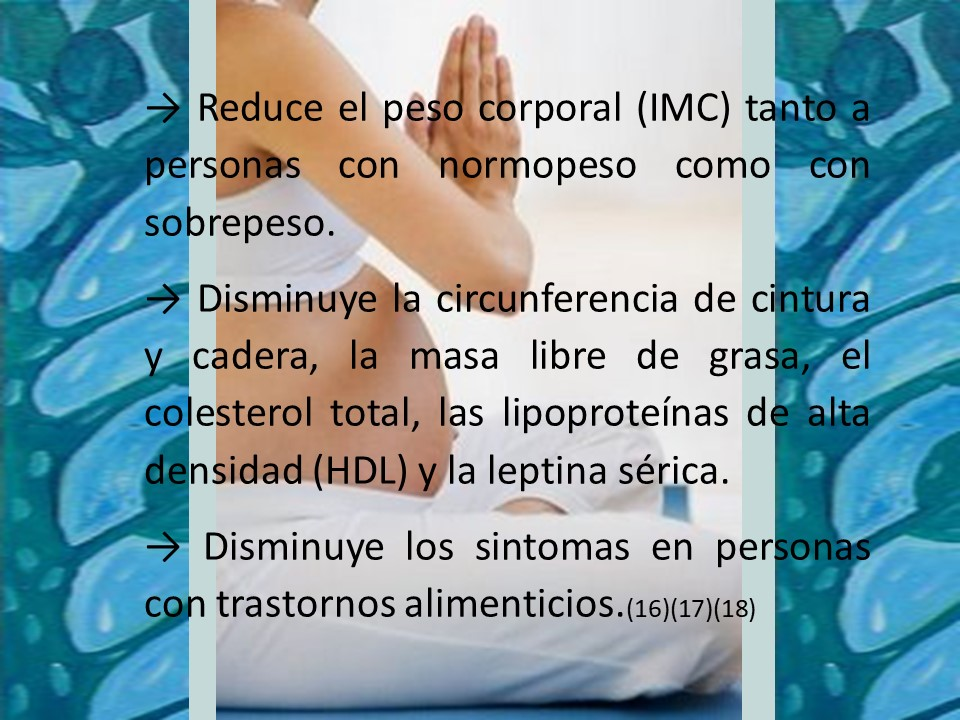 → Reduce el peso corporal (IMC) tanto a
personas con normopeso como con
sobrepeso.
→ Disminuye la circunferencia de cintura
y cadera, la masa libre de grasa, el
colesterol total, las lipoproteínas de alta
densidad (HDL) y la leptina sérica.
→ Disminuye los sintomas en personas
con trastornos alimenticios.(16)(17)(18)